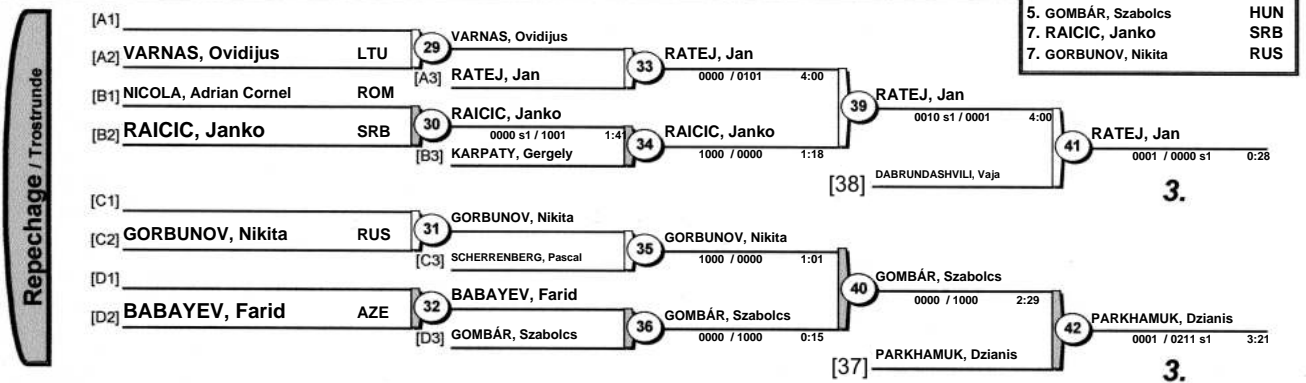 5. GOMBÁR, Szabolcs HUN
7. RAICIC, Janko SRB
7. GORBUNOV, Nikita RUS
Repechage / Trostrunde
[A1]
[A2] VARNAS, Ovidijus LTU
29
VARNAS, Ovidijus
[A3] RATEJ, Jan
33
RATEJ, Jan
0000 / 0101 4:00
[B1] NICOLA, Adrian Cornel ROM
[B2] RAICIC, Janko SRB
30
RAICIC, Janko
0000 s1 / 1001 1:41
[B3] KARPATY, Gergely
34
RAICIC, Janko
1000 / 0000 1:18
39
RATEJ, Jan
0010 s1 / 0001 4:00
[38] DABRUNDASHVILI, Vaja
41
RATEJ, Jan
0001 / 0000 s1 0:28
3.
[C1]
[C2] GORBUNOV, Nikita RUS
31
GORBUNOV, Nikita
[C3] SCHERRENBERG, Pascal
35
GORBUNOV, Nikita
1000 / 0000 1:01
[D1]
[D2] BABAYEV, Farid AZE
32
BABAYEV, Farid
[D3] GOMBÁR, Szabolcs
36
GOMBÁR, Szabolcs
0000 / 1000 0:15
40
GOMBÁR, Szabolcs
0000 / 1000 2:29
[37] PARKHAMUK, Dzianis
42
PARKHAMUK, Dzianis
0001 / 0211 s1 3:21
3.